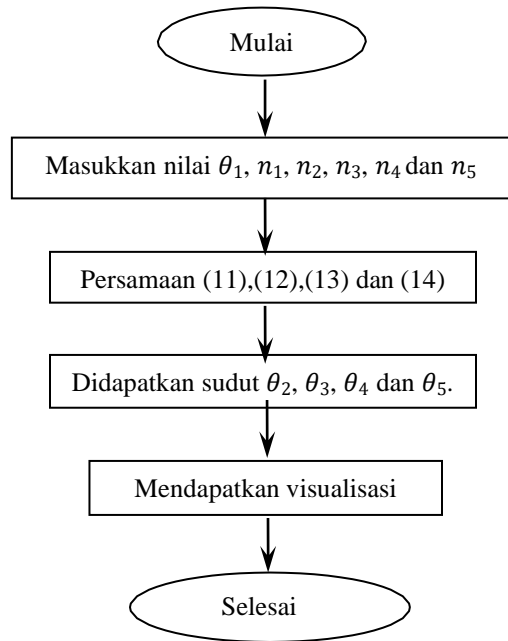 Mulai
Masukkan nilai θ₁, n₁, n₂, n₃, n₄ dan n₅
Persamaan (11),(12),(13) dan (14)
Didapatkan sudut θ₂, θ₃, θ₄ dan θ₅.
Mendapatkan visualisasi
Selesai